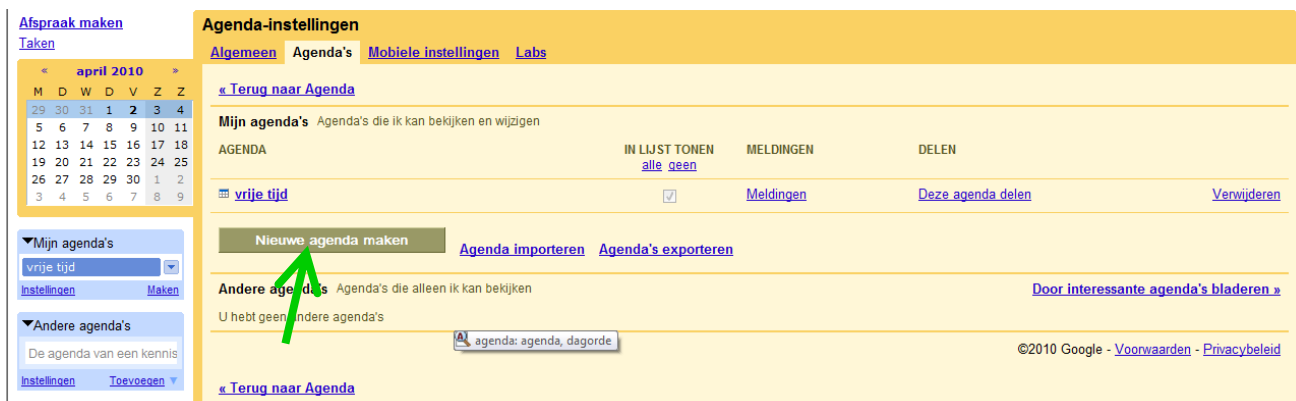 Afspraak maken
Taken
« april 2010 »
M D W D V Z Z
29 30 31 1 2 3 4
5 6 7 8 9 10 11
12 13 14 15 16 17 18
19 20 21 22 23 24 25
26 27 28 29 30 1 2
3 4 5 6 7 8 9
Mijn agenda's
vrije tijd
Instellingen Maken
Andere agenda's
De agenda van een kennis
Instellingen Toevoegen
Agenda-instellingen
Algemeen Agenda's Mobiele instellingen Labs
« Terug naar Agenda
Mijn agenda's Agenda's die ik kan bekijken en wijzigen
AGENDA IN LIJST TONEN MELDINGEN DELEN
alle geen
vrije tijd Meldingen Deze agenda delen Verwijderen
Nieuwe agenda maken Agenda importeren Agenda's exporteren
Andere agenda's Agenda's die alleen ik kan bekijken Door interessante agenda's bladeren »
U hebt geen andere agenda's
agenda: agenda, dagorde
©2010 Google - Voorwaarden - Privacybeleid
« Terug naar Agenda